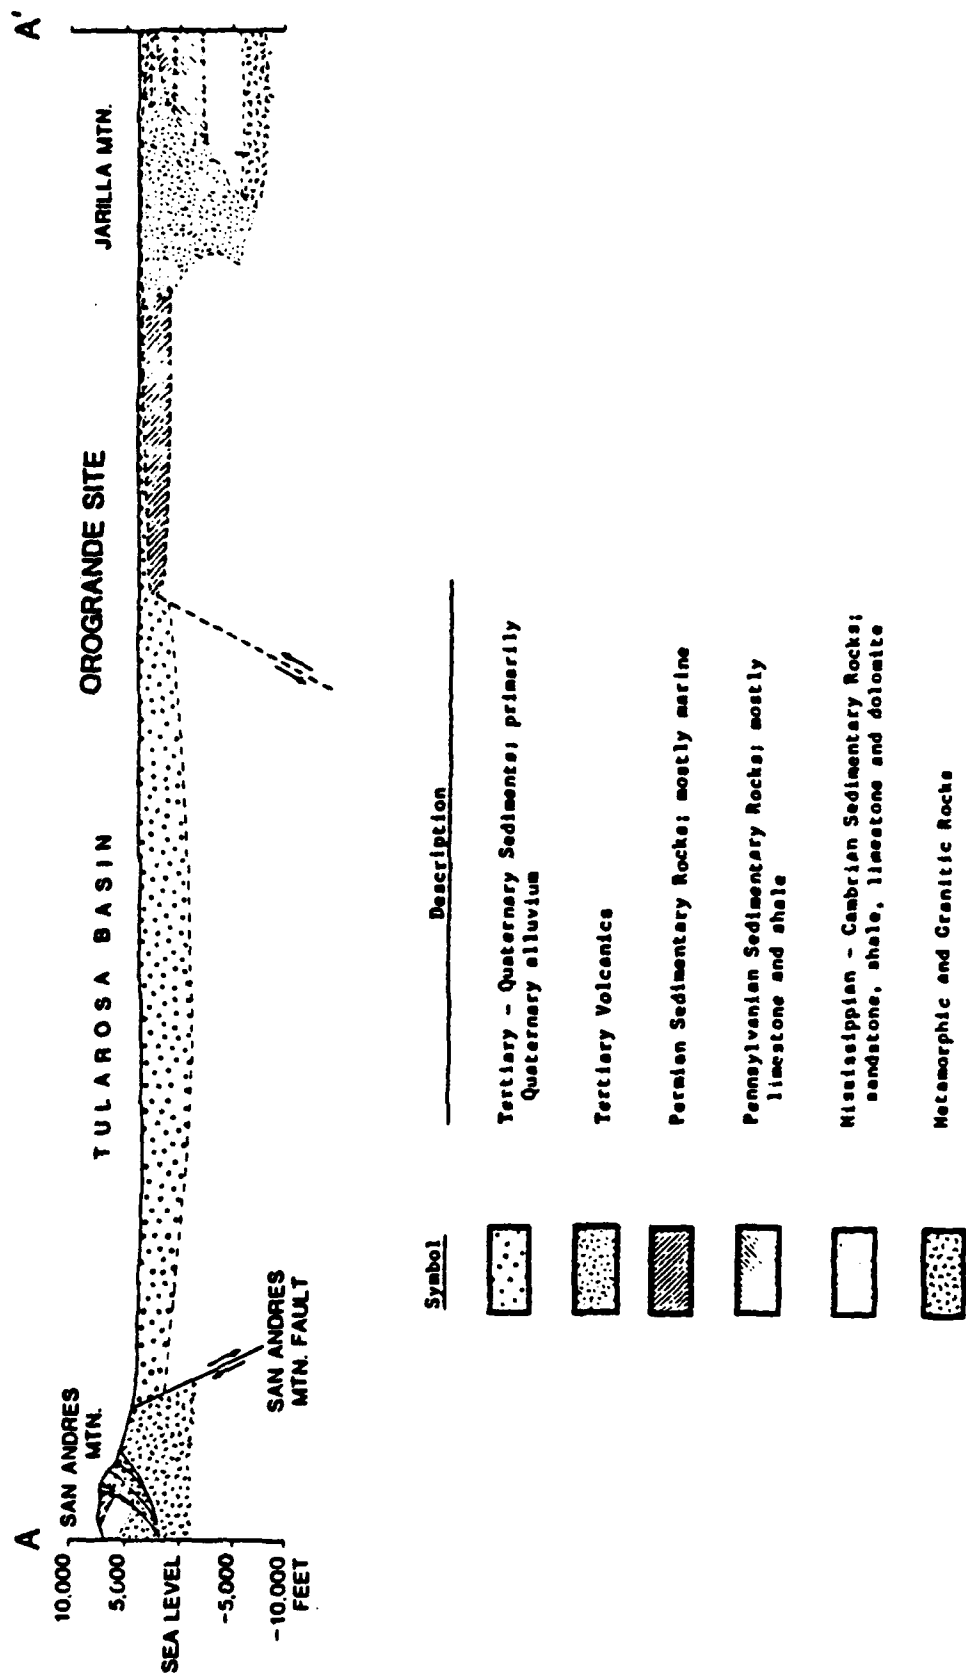 A
A'
SAN ANDRES
MTN.
TULAROSA BASIN
OROGRANDE SITE
JARILLA MTN.
10,000
5,000
SEA LEVEL
-5,000
-10,000
FEET
SAN ANDRES
MTN. FAULT
Symbol
Description
Tertiary - Quaternary Sediments; primarily
Quaternary alluvium
Tertiary Volcanics
Permian Sedimentary Rocks; mostly marine
Pennsylvanian Sedimentary Rocks; mostly
limestone and shale
Mississippian - Cambrian Sedimentary Rocks;
sandstone, shale, limestone and dolomite
Metamorphic and Granitic Rocks